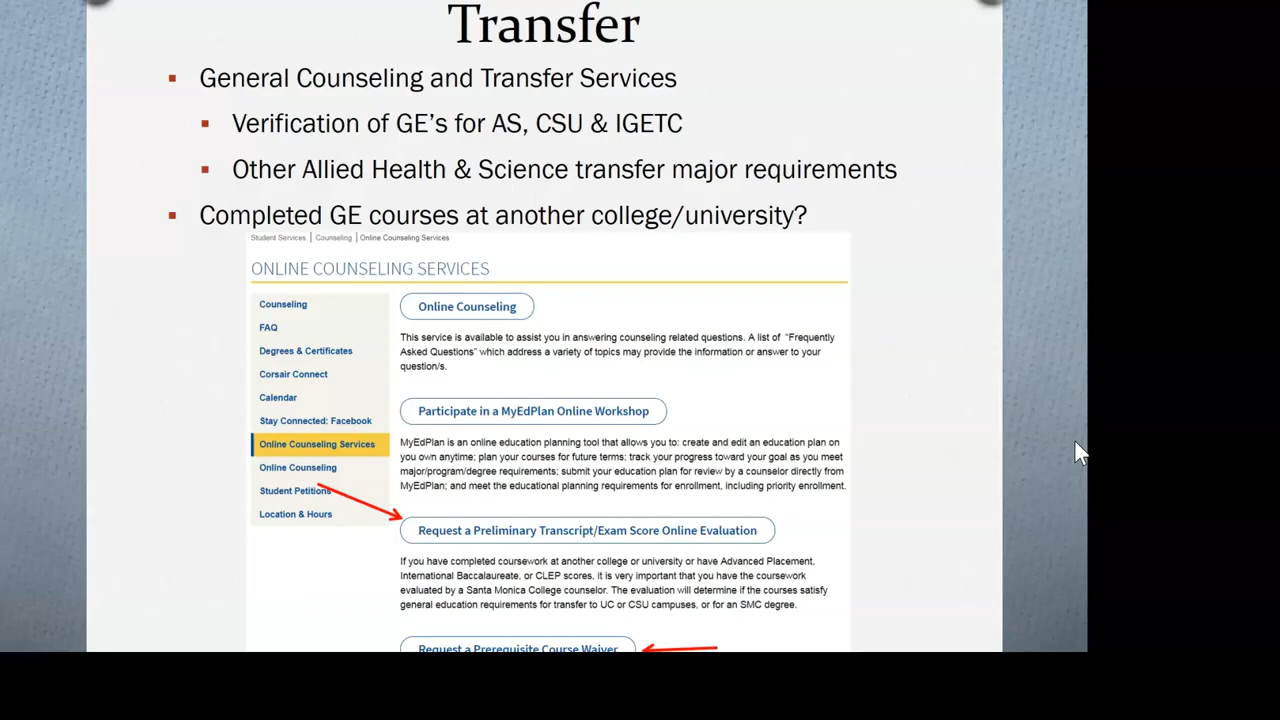 Transfer
General Counseling and Transfer Services
Verification of GE's for AS, CSU & IGETC
Other Allied Health & Science transfer major requirements
Completed GE courses at another college/university?
Student Services | Counseling | Online Counseling Services
ONLINE COUNSELING SERVICES
Counseling
FAQ
Degrees & Certificates
Corsair Connect
Calendar
Stay Connected: Facebook
Online Counseling Services
Online Counseling
Student Petitions
Location & Hours
Online Counseling
This service is available to assist you in answering counseling related questions. A list of "Frequently
Asked Questions" which address a variety of topics may provide the information or answer to your
question/s.
Participate in a MyEdPlan Online Workshop
MyEdPlan is an online education planning tool that allows you to: create and edit an education plan on
you own anytime; plan your courses for future terms; track your progress toward your goal as you meet
major/program/degree requirements; submit your education plan for review by a counselor directly from
MyEdPlan; and meet the educational planning requirements for enrollment, including priority enrollment.
Request a Preliminary Transcript/Exam Score Online Evaluation
If you have completed coursework at another college or university or have Advanced Placement,
International Baccalaureate, or CLEP scores, it is very important that you have the coursework
evaluated by a Santa Monica College counselor. The evaluation will determine if the courses satisfy
general education requirements for transfer to UC or CSU campuses, or for an SMC degree.
Request a Prerequisite Course Waiver